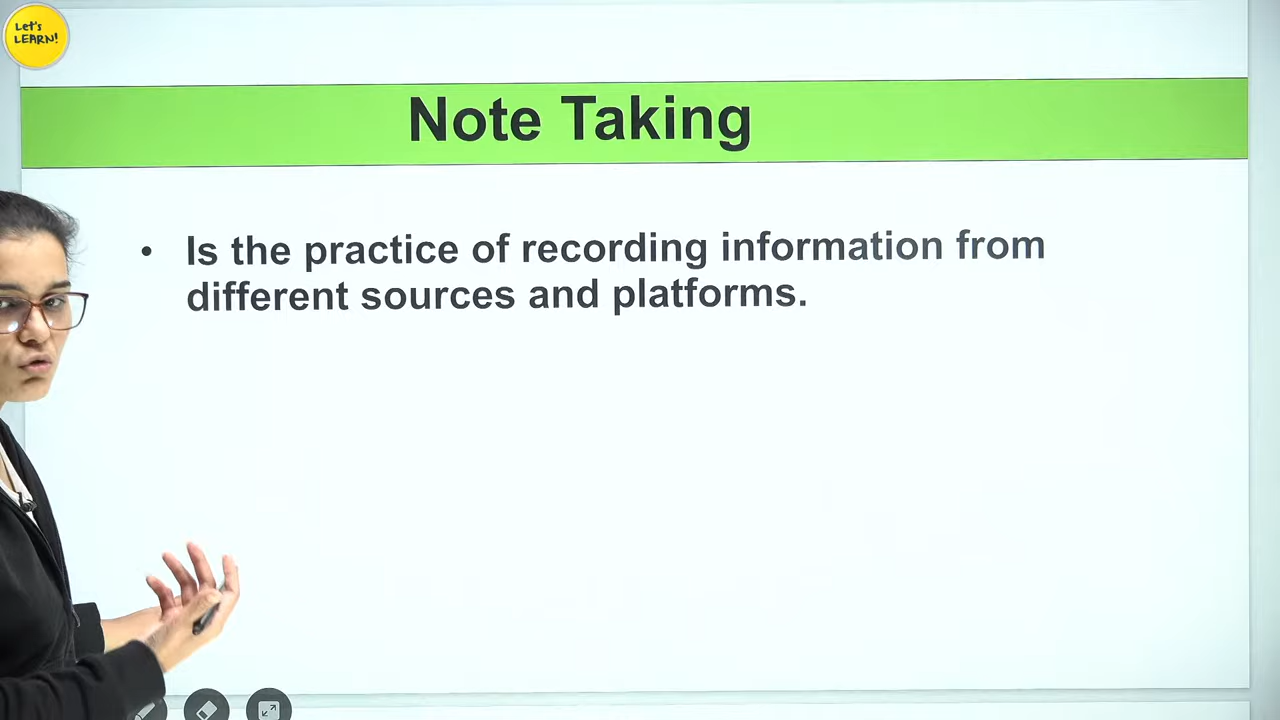 Let's
LEARN!
Note Taking
• Is the practice of recording information from
different sources and platforms.